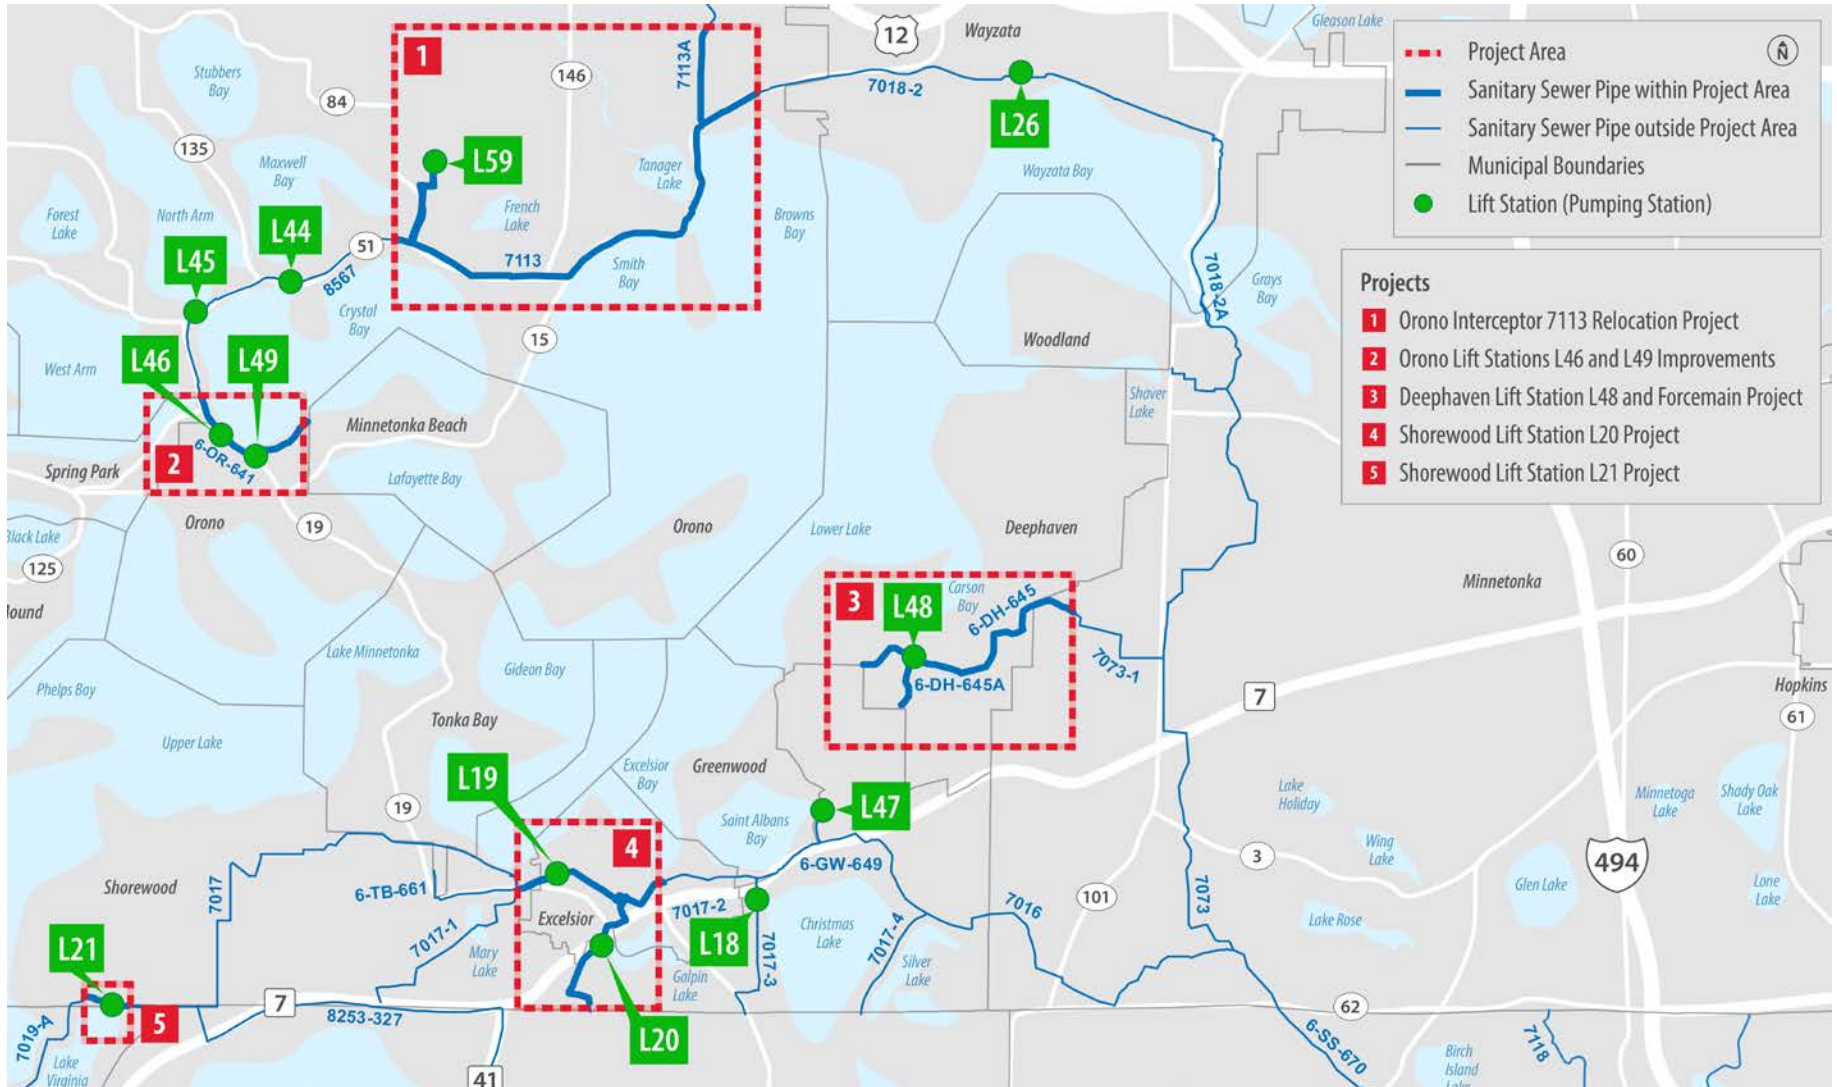 Gleason Lake
12
Wayzata
Project Area
N
Sanitary Sewer Pipe within Project Area
Sanitary Sewer Pipe outside Project Area
Municipal Boundaries
Lift Station (Pumping Station)
Projects
1 Orono Interceptor 7113 Relocation Project
2 Orono Lift Stations L46 and L49 Improvements
3 Deephaven Lift Station L48 and Forcemain Project
4 Shorewood Lift Station L20 Project
5 Shorewood Lift Station L21 Project
1
7113A
146
Stubbers
Bay
84
7018-2
L26
135
Maxwell
Bay
L59
Tanager
Lake
Wayzata Bay
Forest
Lake
North Arm
L44
French
Lake
Browns
Bay
51
L45
8567
7113
Smith
Bay
7018-2A
Grays
Bay
Crystal
Bay
15
Woodland
L46
L49
West Arm
Shaver
Lake
Minnetonka Beach
6-OR-641
2
Spring Park
Lafayette Bay
Orono
19
Orono
Lower Lake
Deephaven
Black Lake
125
60
Minnetonka
3
Carson
Bay
L48
6-DH-645
Lake Minnetonka
Gideon Bay
7073-1
6-DH-645A
Phelps Bay
7
Hopkins
61
Tonka Bay
Upper Lake
Excelsior
Bay
Greenwood
L19
19
L47
Lake
Holiday
Minnetoga
Lake
Shady Oak
Lake
Saint Albans
Bay
4
Wing
Lake
6-GW-649
3
494
Shorewood
7017
6-TB-661
7073
Glen Lake
Lone
Lake
101
Excelsior
7017-2
7016
7017-1
Christmas
Lake
Lake Rose
L18
7017-3
7017-4
L21
Mary
Lake
Silver
Lake
Galpin
Lake
7
8253-327
62
5
L20
7019-A
6-SS-670
7118
Lake
Virginia
41
Birch
Island